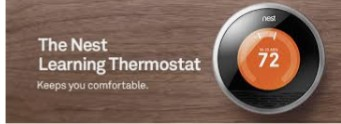 The Nest
Learning Thermostat
Keeps you comfortable.
nest
72